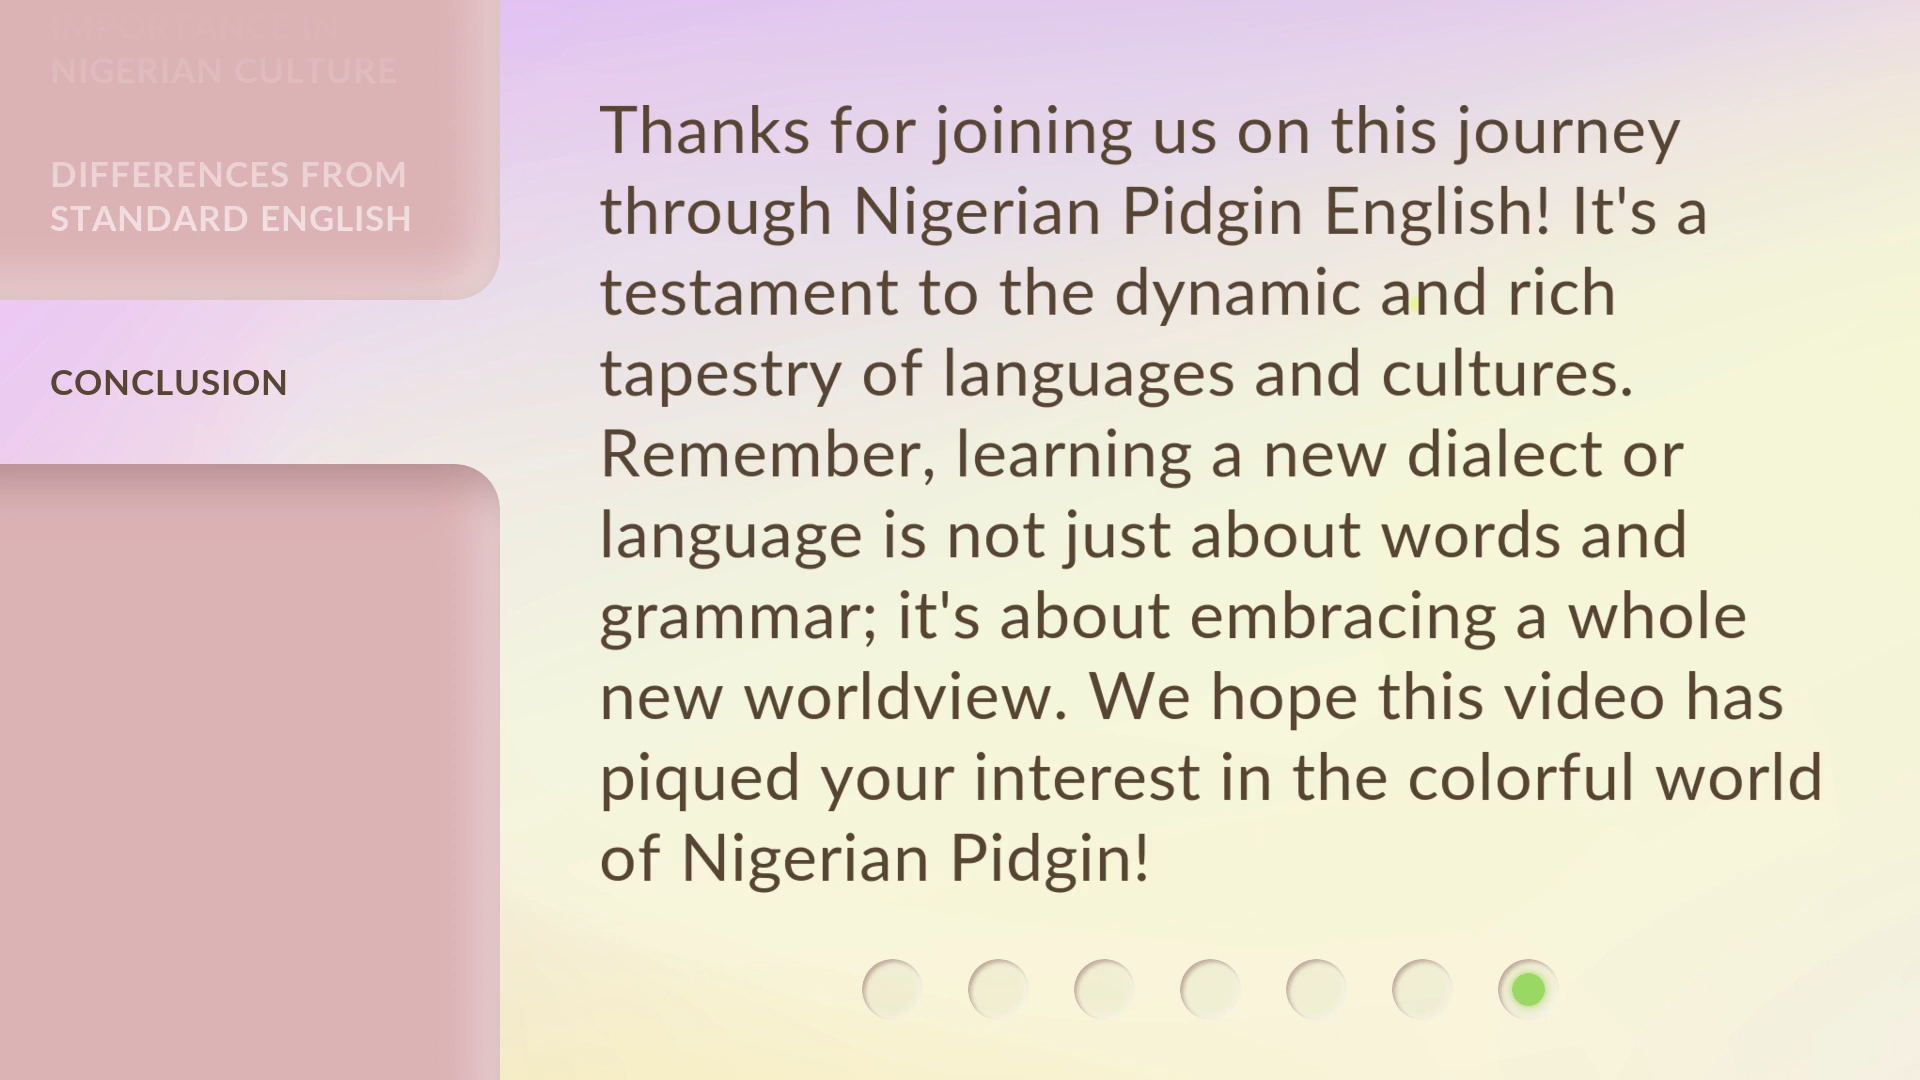 IMPORTANCE IN
NIGERIAN CULTURE
DIFFERENCES FROM
STANDARD ENGLISH
CONCLUSION
Thanks for joining us on this journey
through Nigerian Pidgin English! It's a
testament to the dynamic and rich
tapestry of languages and cultures.
Remember, learning a new dialect or
language is not just about words and
grammar; it's about embracing a whole
new worldview. We hope this video has
piqued your interest in the colorful world
of Nigerian Pidgin!